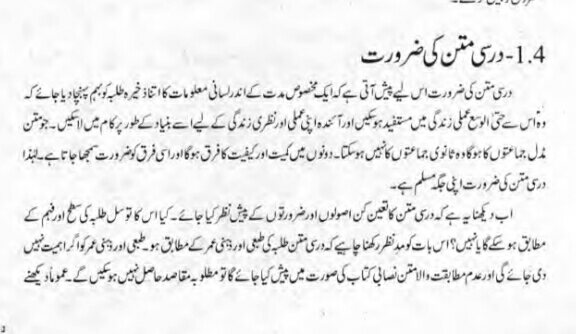 1.4- درسی متن کی ضرورت
درسی متن کی ضرورت اس لیے پیش آتی ہے کہ ایک مخصوص مدت کے اندر لسانی معلومات کا اتنا ذخیرہ طلبہ کو بہم پہنچا دیا جائے کہ
وہ اس سے حتی الوسع عملی زندگی میں مستفید ہوسکیں اور آئندہ اپنی عملی اور نظری زندگی کے لیے اسے بنیاد کے طور پر کام میں لاسکیں۔ جو متن
مڈل جماعتوں کا ہوگا وہ ثانوی جماعتوں کا نہیں ہوسکتا۔ دونوں میں کمیت اور کیفیت کا فرق ہوگا اور اسی فرق کو ضرورت سمجھا جاتا ہے۔ لہٰذا
درسی متن کی ضرورت اپنی جگہ مسلم ہے۔
اب دیکھنا یہ ہے کہ درسی متن کا تعین کن اصولوں اور ضرورتوں کے پیش نظر کیا جائے۔ کیا اس کا توسل طلبہ کی سطح اور فہم کے
مطابق ہو سکے گا یا نہیں؟ اس بات کو مدِ نظر رکھنا چاہیے کہ درسی متن طلبہ کی طبعی اور ذہنی عمر کے مطابق ہو۔ طبعی اور ذہنی عمر کو اگر اہمیت نہیں
دی جائے گی اور عدم مطابقت والا متن نصابی کتاب کی صورت میں پیش کیا جائے گا تو مطلوبہ مقاصد حاصل نہیں ہوسکیں گے۔ عموماً دیکھنے